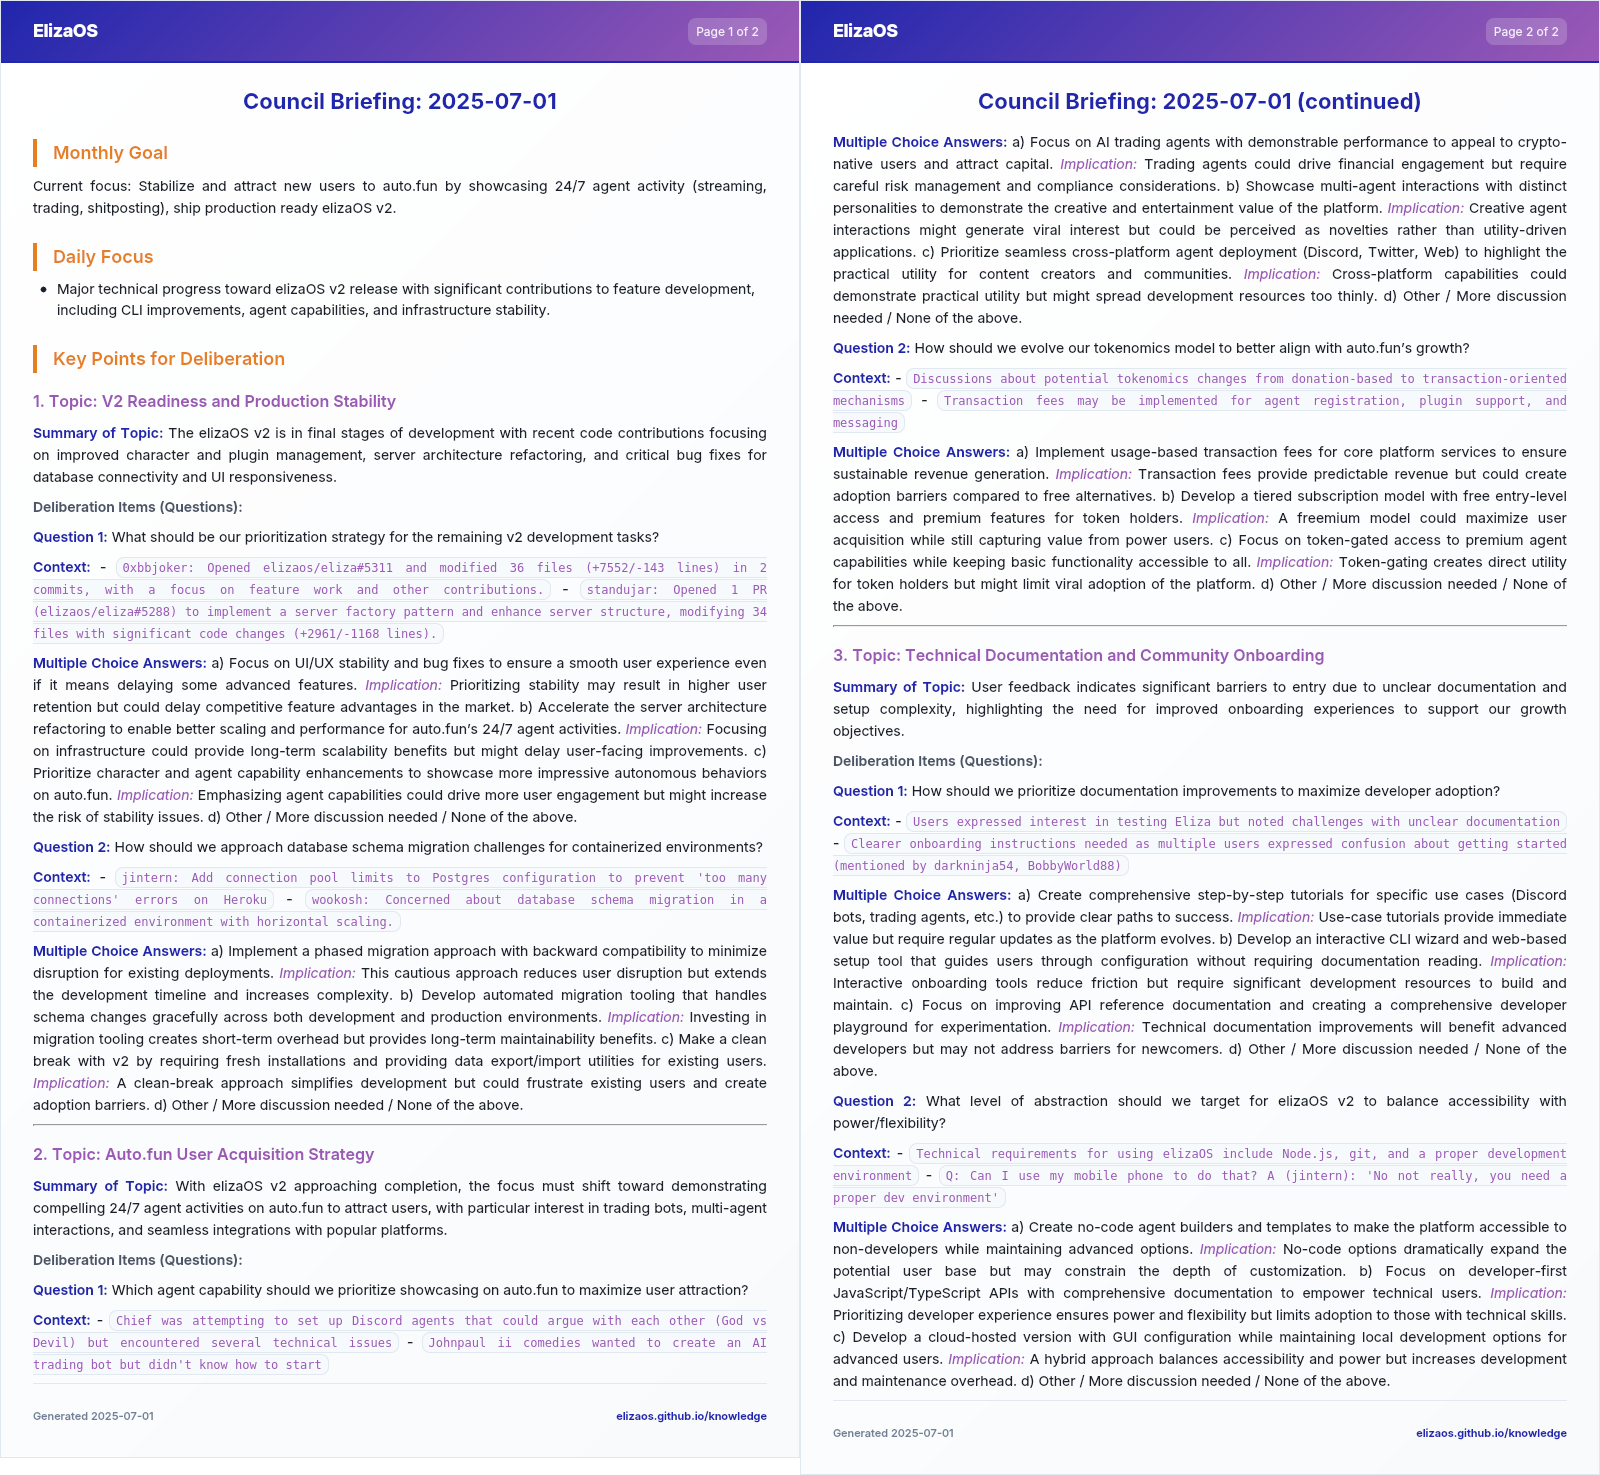 ElizaOS
Page 1 of 2
Council Briefing: 2025-07-01
Monthly Goal
Current focus: Stabilize and attract new users to auto.fun by showcasing 24/7 agent activity (streaming,
trading, shitposting), ship production ready elizaOS v2.
Daily Focus
• Major technical progress toward elizaOS v2 release with significant contributions to feature development,
including CLI improvements, agent capabilities, and infrastructure stability.
Key Points for Deliberation
1. Topic: V2 Readiness and Production Stability
Summary of Topic: The elizaOS v2 is in final stages of development with recent code contributions focusing
on improved character and plugin management, server architecture refactoring, and critical bug fixes for
database connectivity and UI responsiveness.
Deliberation Items (Questions):
Question 1: What should be our prioritization strategy for the remaining v2 development tasks?
Context: - 0xbbjoker: Opened elizaos/eliza#5311 and modified 36 files (+7552/-143 lines) in 2
commits, with a focus on feature work and other contributions. - standujar: Opened 1 PR
(elizaos/eliza#5288) to implement a server factory pattern and enhance server structure, modifying 34
files with significant code changes (+2961/-1168 lines).
Multiple Choice Answers: a) Focus on UI/UX stability and bug fixes to ensure a smooth user experience even
if it means delaying some advanced features. Implication: Prioritizing stability may result in higher user
retention but could delay competitive feature advantages in the market. b) Accelerate the server architecture
refactoring to enable better scaling and performance for auto.fun's 24/7 agent activities. Implication: Focusing
on infrastructure could provide long-term scalability benefits but might delay user-facing improvements. c)
Prioritize character and agent capability enhancements to showcase more impressive autonomous behaviors
on auto.fun. Implication: Emphasizing agent capabilities could drive more user engagement but might increase
the risk of stability issues. d) Other / More discussion needed / None of the above.
Question 2: How should we approach database schema migration challenges for containerized environments?
Context: - jintern: Add connection pool limits to Postgres configuration to prevent 'too many
connections' errors on Heroku - wookosh: Concerned about database schema migration in a
containerized environment with horizontal scaling.
Multiple Choice Answers: a) Implement a phased migration approach with backward compatibility to minimize
disruption for existing deployments. Implication: This cautious approach reduces user disruption but extends
the development timeline and increases complexity. b) Develop automated migration tooling that handles
schema changes gracefully across both development and production environments. Implication: Investing in
migration tooling creates short-term overhead but provides long-term maintainability benefits. c) Make a clean
break with v2 by requiring fresh installations and providing data export/import utilities for existing users.
Implication: A clean-break approach simplifies development but could frustrate existing users and create
adoption barriers. d) Other / More discussion needed / None of the above.
2. Topic: Auto.fun User Acquisition Strategy
Summary of Topic: With elizaOS v2 approaching completion, the focus must shift toward demonstrating
compelling 24/7 agent activities on auto.fun to attract users, with particular interest in trading bots, multi-agent
interactions, and seamless integrations with popular platforms.
Deliberation Items (Questions):
Question 1: Which agent capability should we prioritize showcasing on auto.fun to maximize user attraction?
Context: - Chief was attempting to set up Discord agents that could argue with each other (God vs
Devil) but encountered several technical issues - Johnpaul ii comedies wanted to create an AI
trading bot but didn't know how to start
Generated 2025-07-01
elizaos.github.io/knowledge
ElizaOS
Page 2 of 2
Council Briefing: 2025-07-01 (continued)
Multiple Choice Answers: a) Focus on AI trading agents with demonstrable performance to appeal to crypto-
native users and attract capital. Implication: Trading agents could drive financial engagement but require
careful risk management and compliance considerations. b) Showcase multi-agent interactions with distinct
personalities to demonstrate the creative and entertainment value of the platform. Implication: Creative agent
interactions might generate viral interest but could be perceived as novelties rather than utility-driven
applications. c) Prioritize seamless cross-platform agent deployment (Discord, Twitter, Web) to highlight the
practical utility for content creators and communities. Implication: Cross-platform capabilities could
demonstrate practical utility but might spread development resources too thinly. d) Other / More discussion
needed / None of the above.
Question 2: How should we evolve our tokenomics model to better align with auto.fun's growth?
Context: - Discussions about potential tokenomics changes from donation-based to transaction-oriented
mechanisms - Transaction fees may be implemented for agent registration, plugin support, and
messaging
Multiple Choice Answers: a) Implement usage-based transaction fees for core platform services to ensure
sustainable revenue generation. Implication: Transaction fees provide predictable revenue but could create
adoption barriers compared to free alternatives. b) Develop a tiered subscription model with free entry-level
access and premium features for token holders. Implication: A freemium model could maximize user
acquisition while still capturing value from power users. c) Focus on token-gated access to premium agent
capabilities while keeping basic functionality accessible to all. Implication: Token-gating creates direct utility
for token holders but might limit viral adoption of the platform. d) Other / More discussion needed / None of
the above.
3. Topic: Technical Documentation and Community Onboarding
Summary of Topic: User feedback indicates significant barriers to entry due to unclear documentation and
setup complexity, highlighting the need for improved onboarding experiences to support our growth
objectives.
Deliberation Items (Questions):
Question 1: How should we prioritize documentation improvements to maximize developer adoption?
Context: - Users expressed interest in testing Eliza but noted challenges with unclear documentation
- Clearer onboarding instructions needed as multiple users expressed confusion about getting started
(mentioned by darkninja54, BobbyWorld88)
Multiple Choice Answers: a) Create comprehensive step-by-step tutorials for specific use cases (Discord
bots, trading agents, etc.) to provide clear paths to success. Implication: Use-case tutorials provide immediate
value but require regular updates as the platform evolves. b) Develop an interactive CLI wizard and web-based
setup tool that guides users through configuration without requiring documentation reading. Implication:
Interactive onboarding tools reduce friction but require significant development resources to build and
maintain. c) Focus on improving API reference documentation and creating a comprehensive developer
playground for experimentation. Implication: Technical documentation improvements will benefit advanced
developers but may not address barriers for newcomers. d) Other / More discussion needed / None of the
above.
Question 2: What level of abstraction should we target for elizaOS v2 to balance accessibility with
power/flexibility?
Context: - Technical requirements for using elizaOS include Node.js, git, and a proper development
environment - Q: Can I use my mobile phone to do that? A (jintern): 'No not really, you need a
proper dev environment'
Multiple Choice Answers: a) Create no-code agent builders and templates to make the platform accessible to
non-developers while maintaining advanced options. Implication: No-code options dramatically expand the
potential user base but may constrain the depth of customization. b) Focus on developer-first
JavaScript/TypeScript APIs with comprehensive documentation to empower technical users. Implication:
Prioritizing developer experience ensures power and flexibility but limits adoption to those with technical skills.
c) Develop a cloud-hosted version with GUI configuration while maintaining local development options for
advanced users. Implication: A hybrid approach balances accessibility and power but increases development
and maintenance overhead. d) Other / More discussion needed / None of the above.
Generated 2025-07-01
elizaos.github.io/knowledge